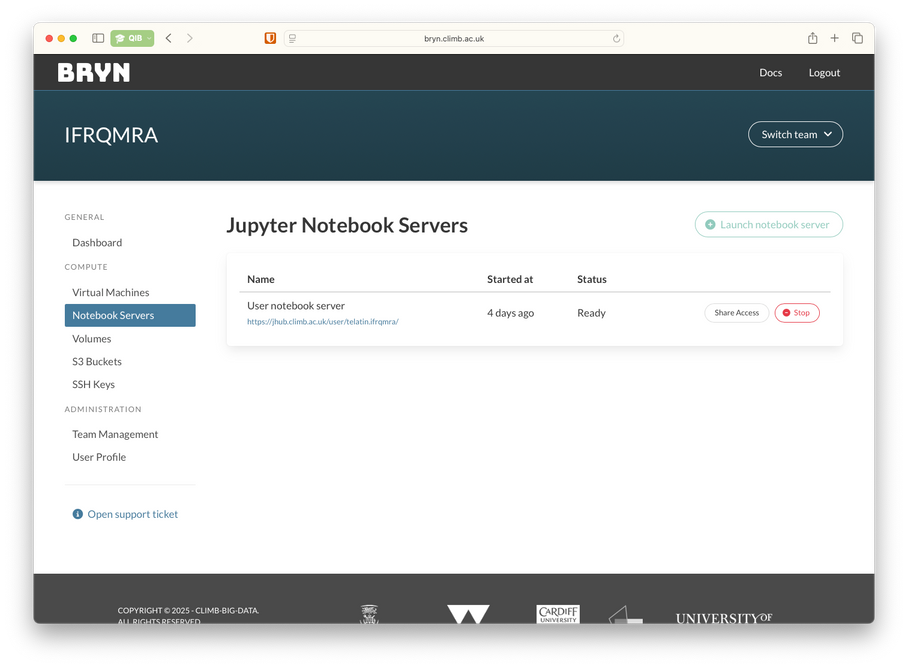 QIB
bryn.climb.ac.uk
BRYN
Docs
Logout
IFRQMRA
Switch team
GENERAL
Dashboard
COMPUTE
Virtual Machines
Notebook Servers
Volumes
S3 Buckets
SSH Keys
ADMINISTRATION
Team Management
User Profile
Open support ticket
Jupyter Notebook Servers
Launch notebook server
Name Started at Status
User notebook server
https://jhub.climb.ac.uk/user/telatin.ifrqmra/
4 days ago Ready Share Access Stop
COPYRIGHT © 2025 - CLIMB-BIG-DATA.
ALL RIGHTS RESERVED
CARDIFF
UNIVERSITY
UNIVERSITY OF